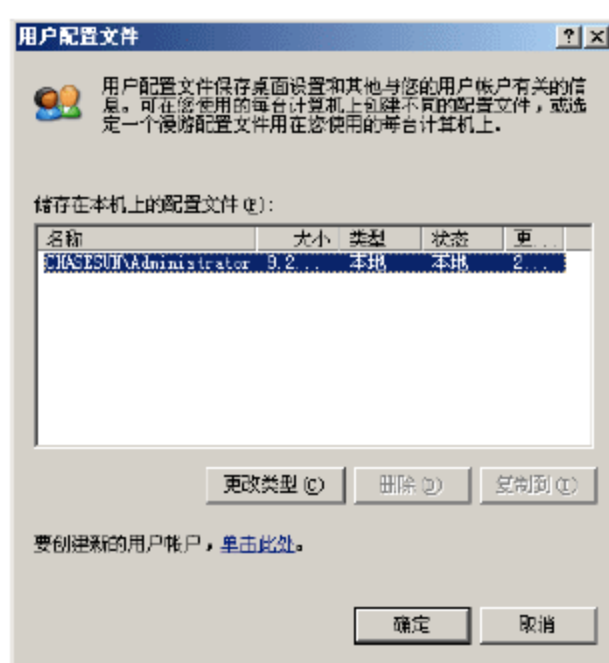 用户配置文件
用户配置文件保存桌面设置和其他与您的用户帐户有关的信
息。可在您使用的每台计算机上创建不同的配置文件，或选
定一个漫游配置文件用在您使用的每台计算机上。
储存在本机上的配置文件(P):
名称 大小 类型 状态 更...
CHASESUN\Administrator 9.2... 本地 本地 2...
更改类型(C) 删除(D) 复制到(T)
要创建新的用户帐户，单击此处。
确定 取消